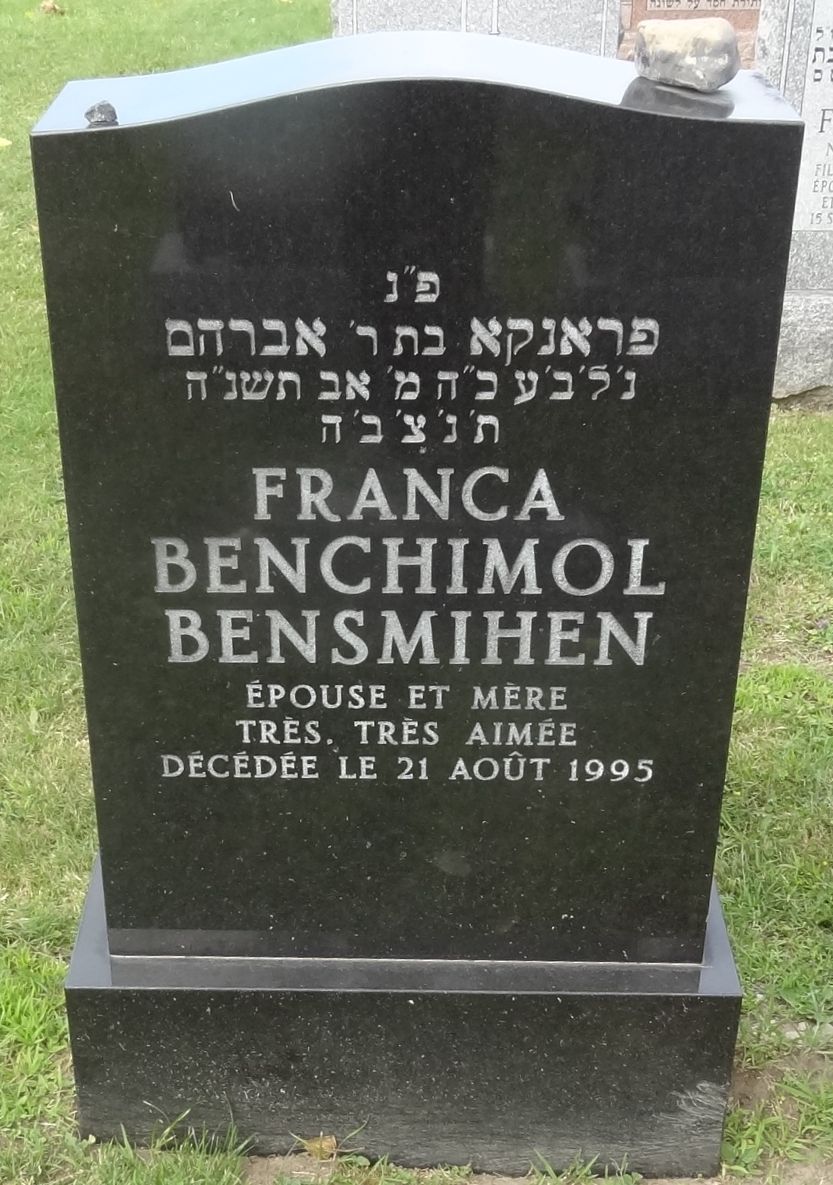 פ״נ
פראנקא בת ר׳ אברהם
נ׳ל׳ב׳ע כ״ה מ׳ אב תשנ״ה
ת׳נ׳צ׳ב׳ה
FRANCA
BENCHIMOL
BENSMIHEN
ÉPOUSE ET MÈRE
TRÈS, TRÈS AIMÉE
DÉCÉDÉE LE 21 AOÛT 1995